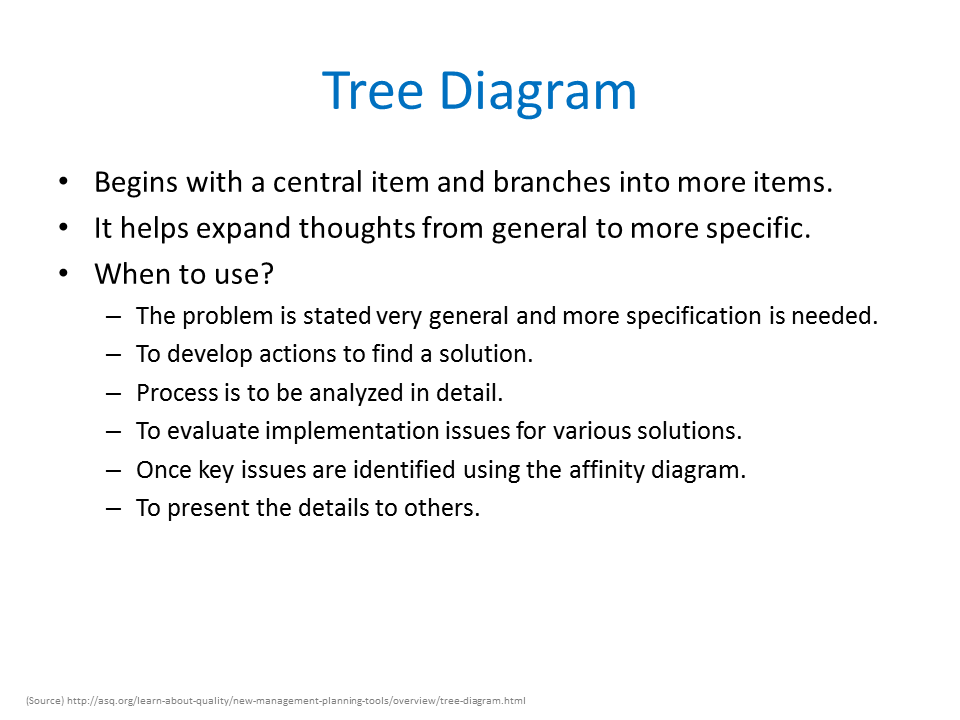 Tree Diagram
• Begins with a central item and branches into more items.
• It helps expand thoughts from general to more specific.
• When to use?
– The problem is stated very general and more specification is needed.
– To develop actions to find a solution.
– Process is to be analyzed in detail.
– To evaluate implementation issues for various solutions.
– Once key issues are identified using the affinity diagram.
– To present the details to others.
(Source) http://asq.org/learn-about-quality/new-management-planning-tools/overview/tree-diagram.html